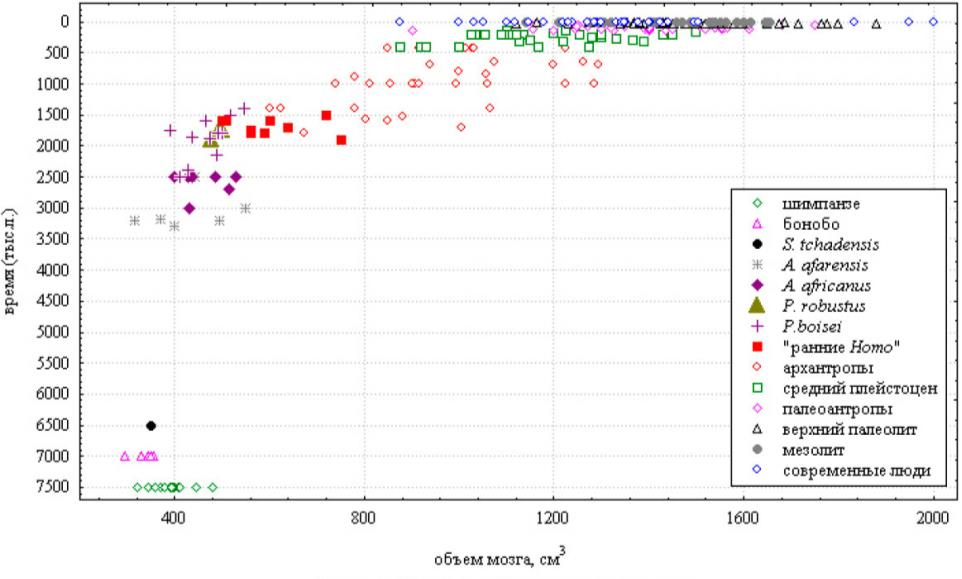 0
500
1000
1500
2000
2500
3000
3500
4000
4500
5000
5500
6000
6500
7000
7500
время (тыс.л.)
400
800
1200
1600
2000
объем мозга, см3
шимпанзе
бонобо
S. tchadensis
A. afarensis
A. africanus
P. robustus
P.boisei
"ранние Homo"
архантропы
средний плейстоцен
палеоантропы
верхний палеолит
мезолит
современные люди